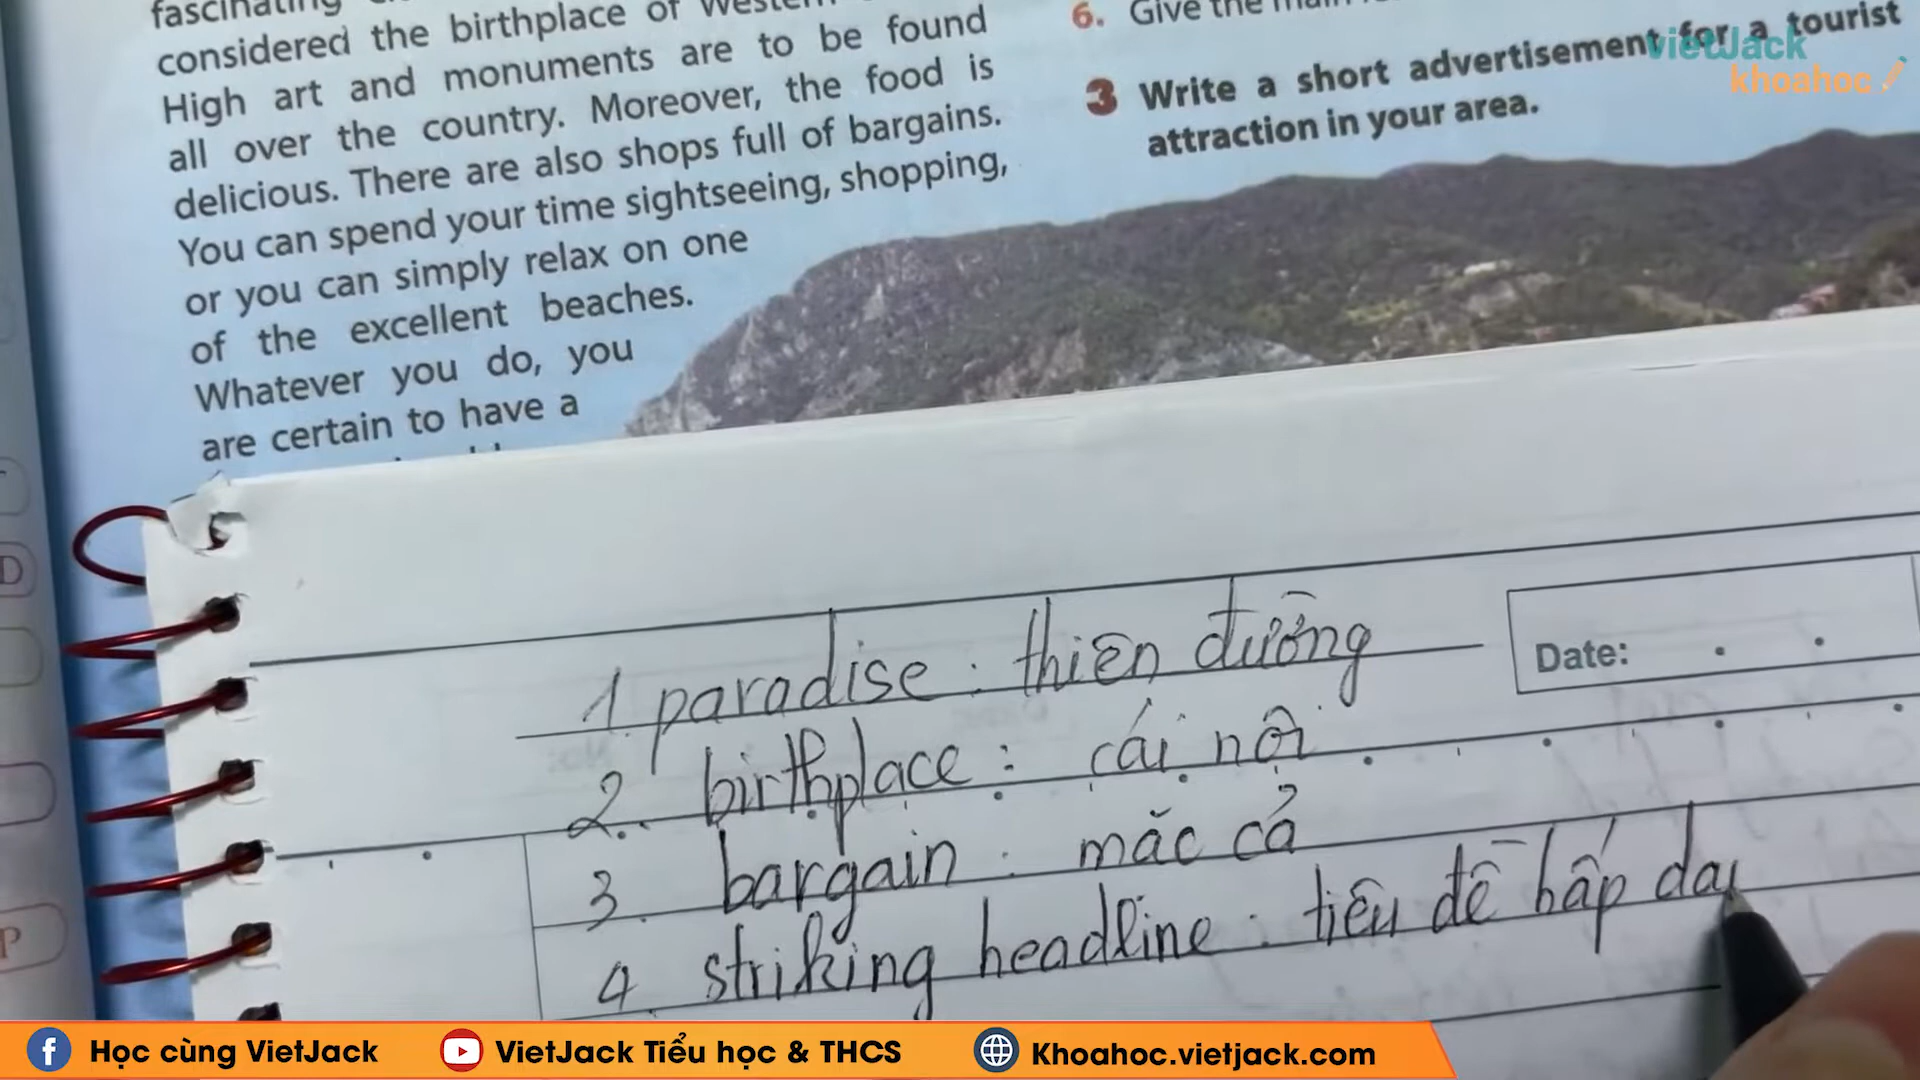 fascinating
considered the birthplace of Western
High art and monuments are to be found
all over the country. Moreover, the food is
delicious. There are also shops full of bargains.
You can spend your time sightseeing, shopping,
or you can simply relax on one
of the excellent beaches.
Whatever you do, you
are certain to have a
6. Give the main
3 Write a short advertisement for a tourist
attraction in your area.
vietJack
khoahoc
D
P
Date:
1. paradise : thiên đường
2. birthplace : cái nôi
3. bargain : mặc cả
4 striking headline : tiêu đề hấp dẫ
Học cùng VietJack
VietJack Tiểu học & THCS
Khoahoc.vietjack.com